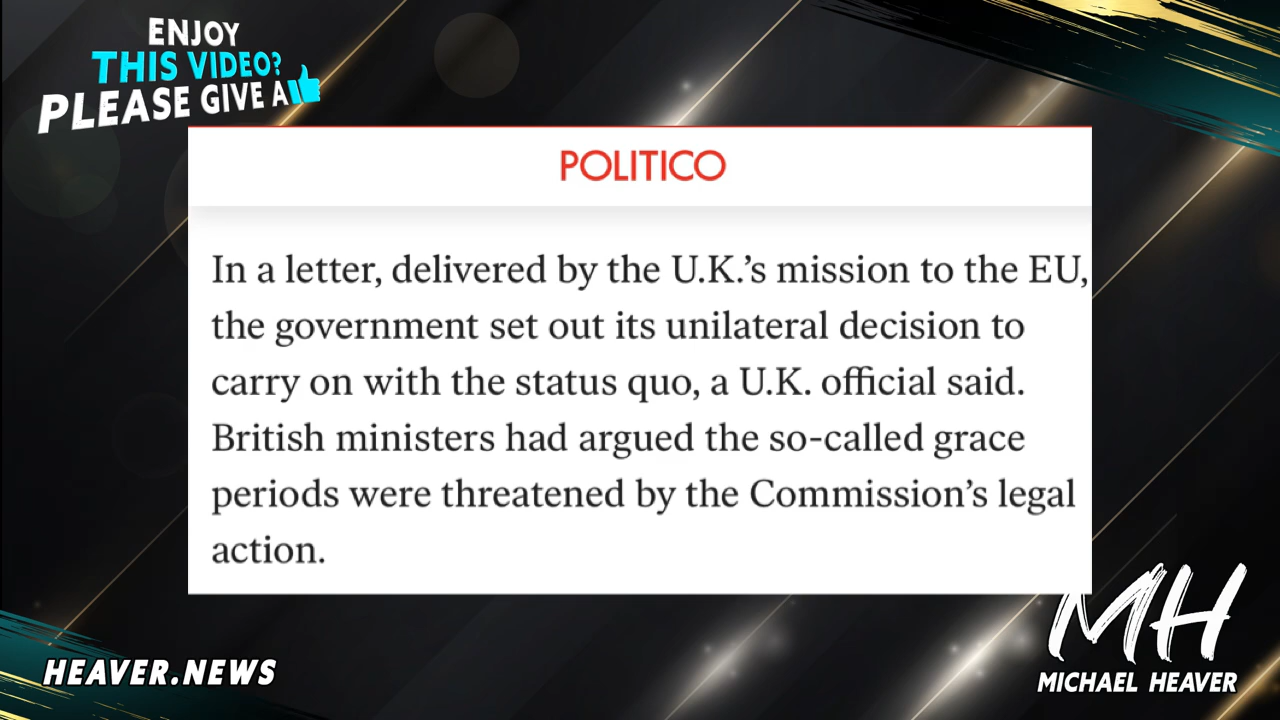 ENJOY
THIS VIDEO?
PLEASE GIVE A
POLITICO
In a letter, delivered by the U.K.’s mission to the EU,
the government set out its unilateral decision to
carry on with the status quo, a U.K. official said.
British ministers had argued the so-called grace
periods were threatened by the Commission’s legal
action.
MH
HEAVER.NEWS
MICHAEL HEAVER